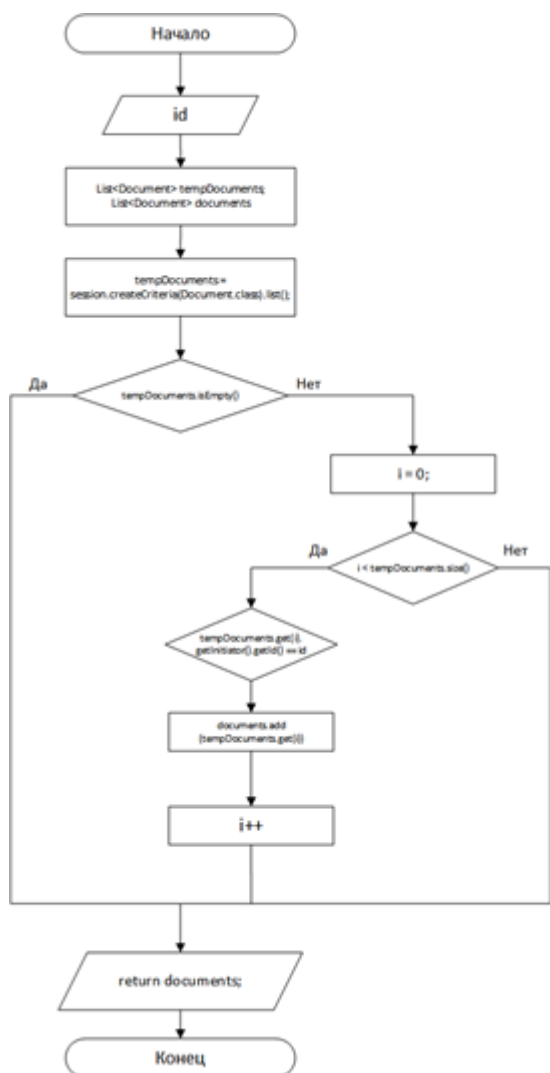 Начало
id
List<Document> tempDocuments;
List<Document> documents
tempDocuments =
session.createCriteria(Document.class).list();
Да
tempDocuments.isEmpty()
Нет
i = 0;
Да
i < tempDocuments.size()
Нет
tempDocuments.get(i).
getInitiator().getId() == id
documents.add
(tempDocuments.get(i))
i++
return documents;
Конец